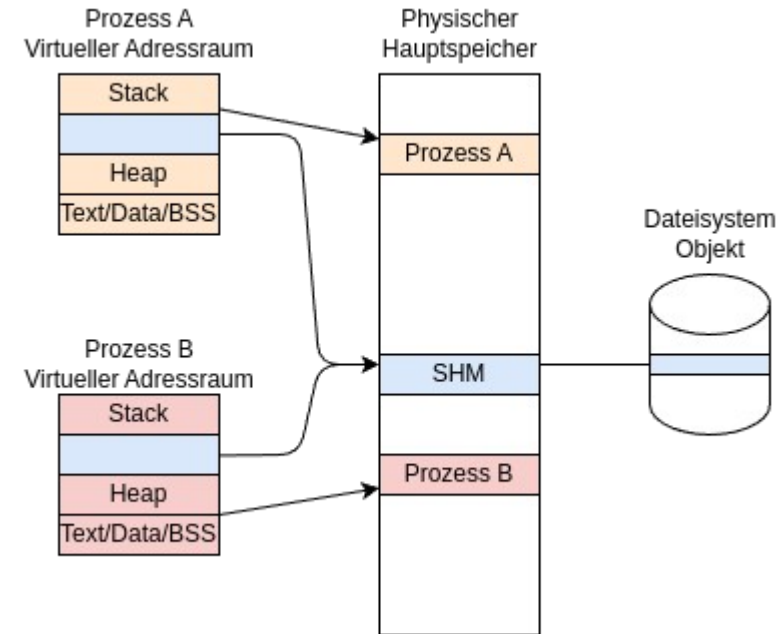 Prozess A
Virtueller Adressraum
Stack
Heap
Text/Data/BSS
Prozess B
Virtueller Adressraum
Stack
Heap
Text/Data/BSS
Physischer
Hauptspeicher
Prozess A
SHM
Prozess B
Dateisystem
Objekt